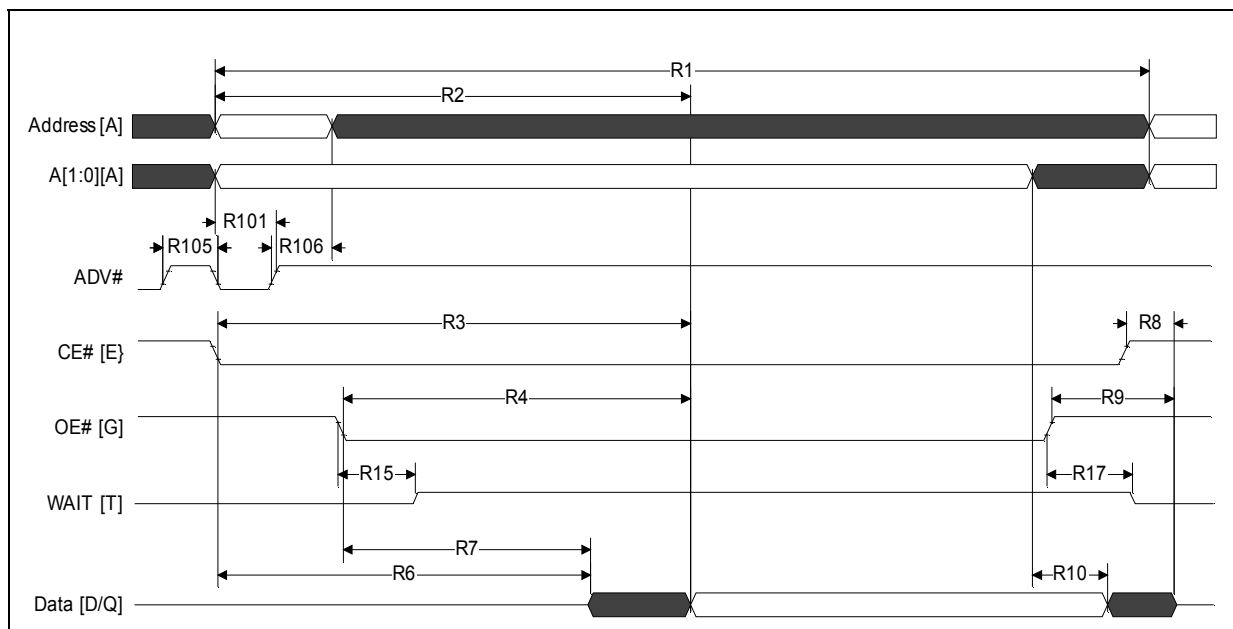 R1
R2
Address [A]
A[1:0][A]
R101
R105
R106
ADV#
R3
R8
CE# [E}
R4
R9
OE# [G]
R15
R17
WAIT [T]
R7
R6
R10
Data [D/Q]